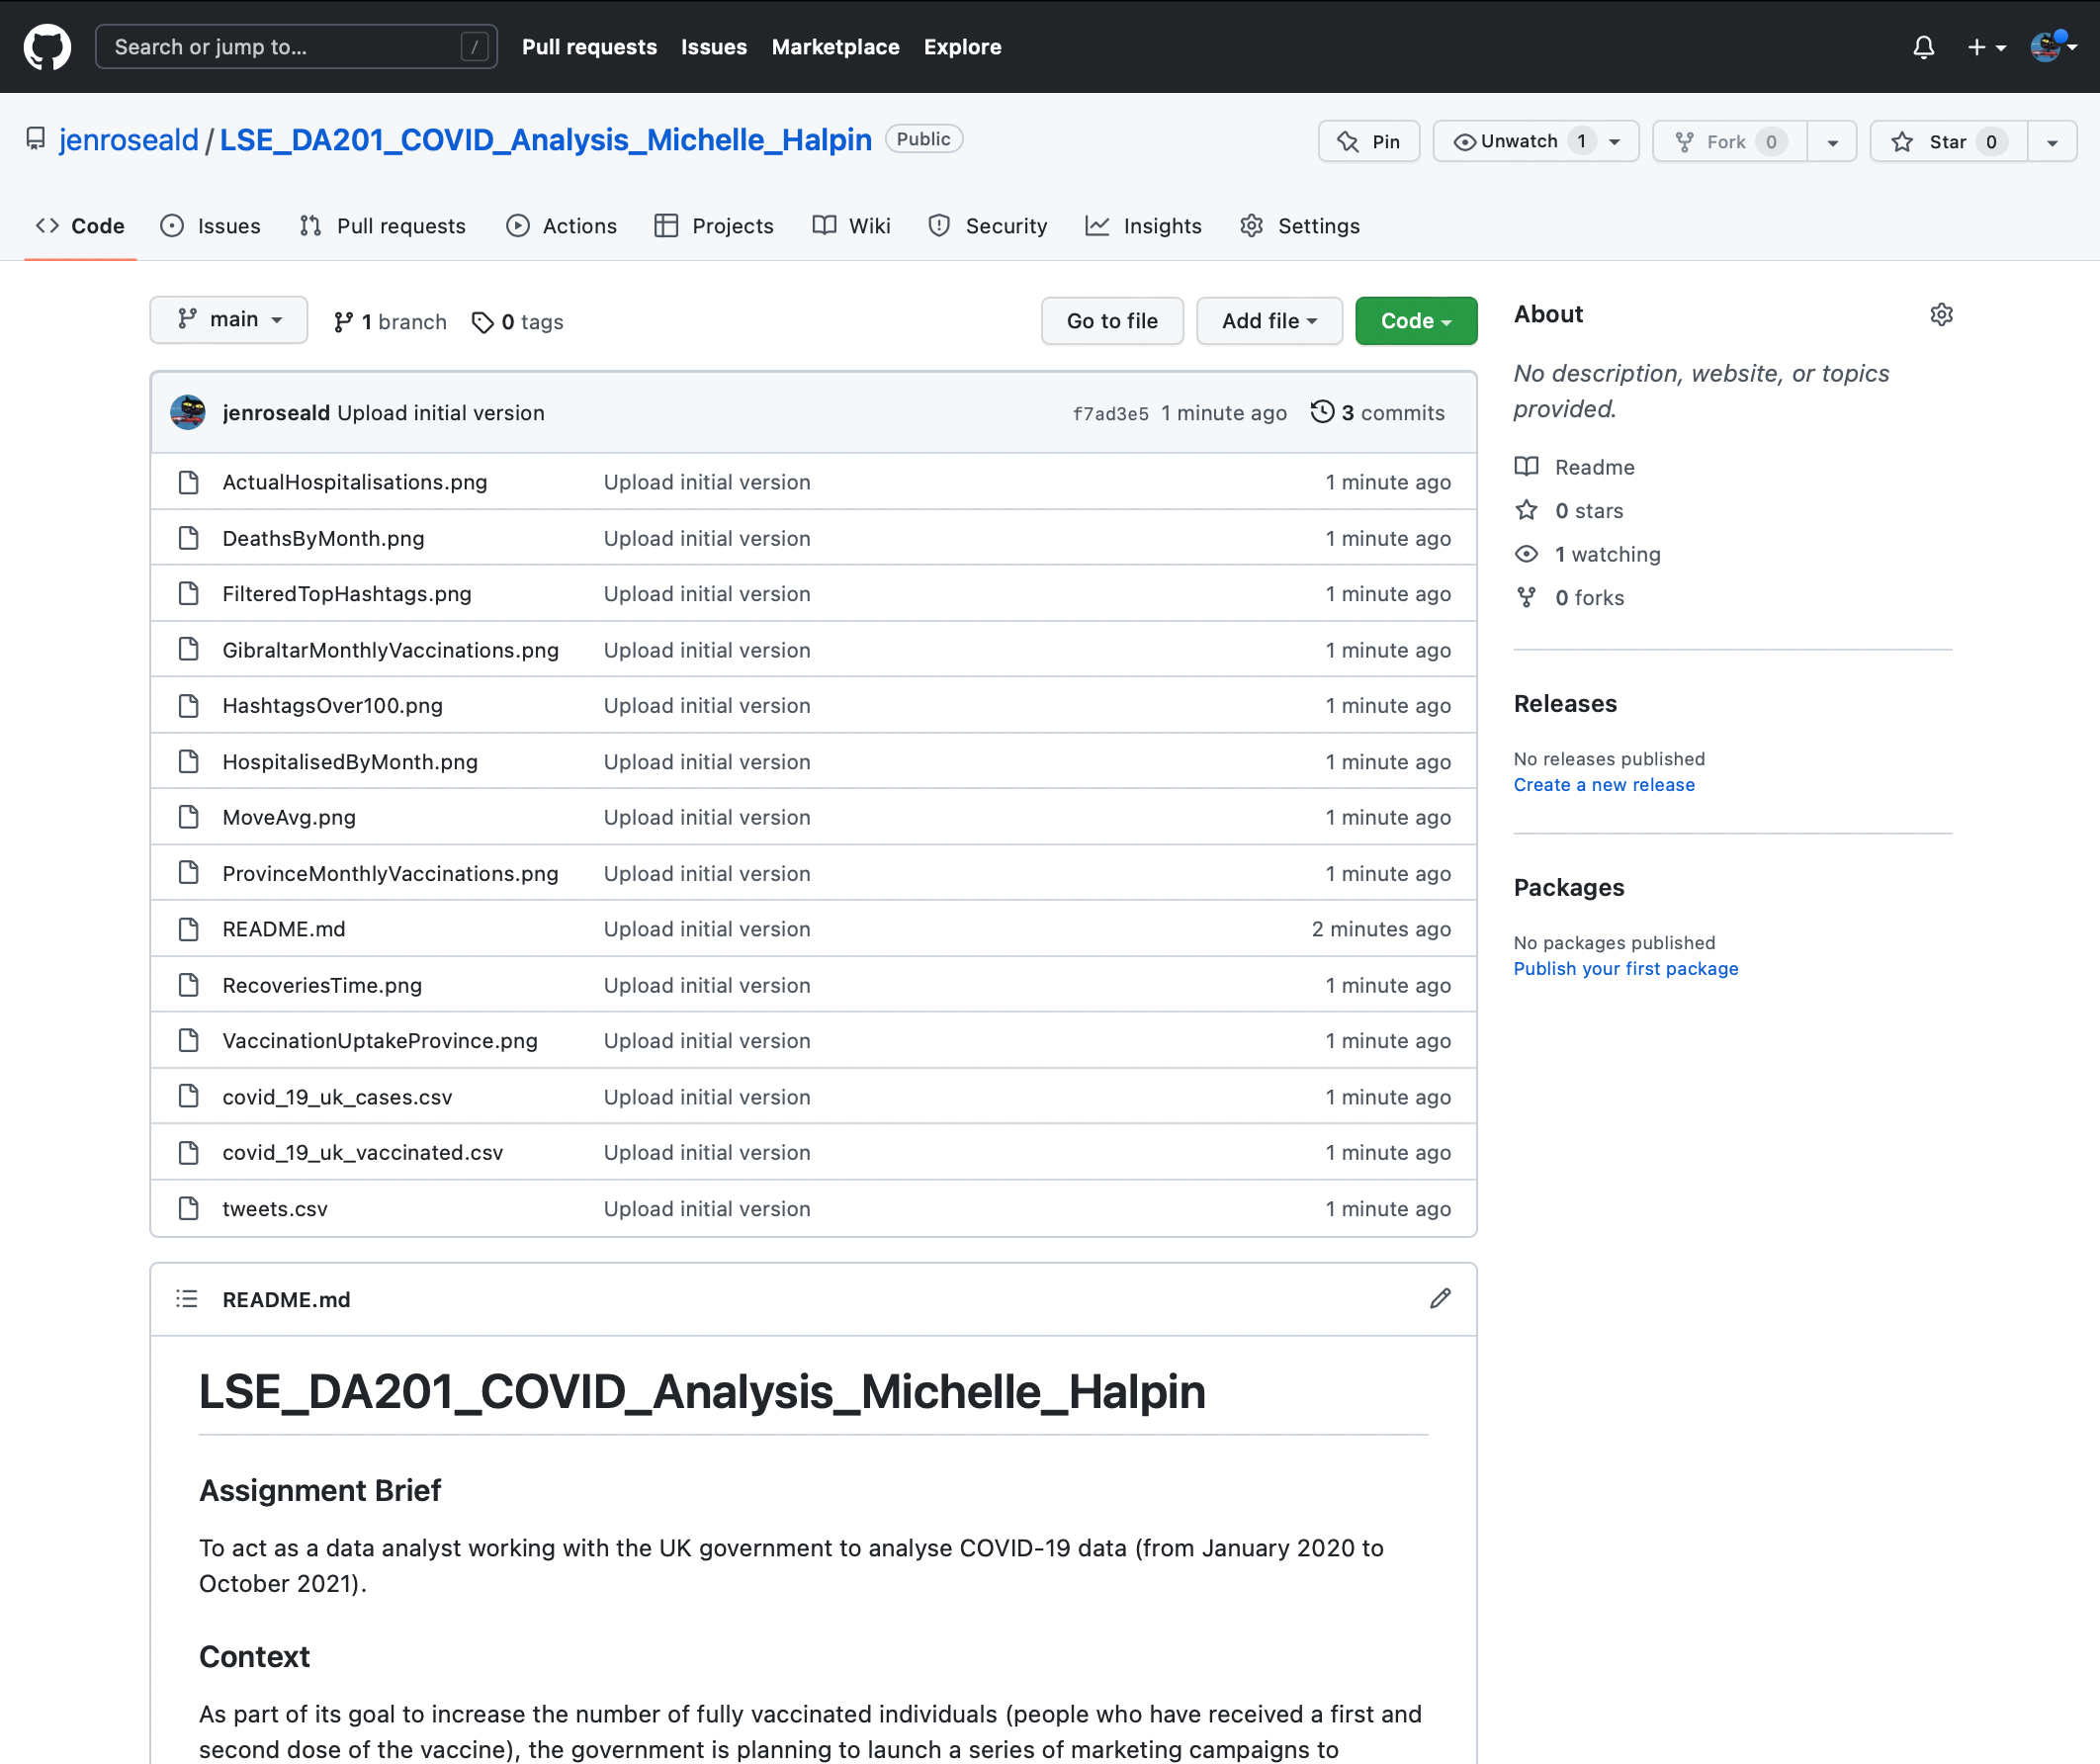 Search or jump to... /
Pull requests Issues Marketplace Explore
jenroseald / LSE_DA201_COVID_Analysis_Michelle_Halpin Public
Pin Unwatch 1 Fork 0 Star 0
Code Issues Pull requests Actions Projects Wiki Security Insights Settings
main 1 branch 0 tags Go to file Add file Code
jenroseald Upload initial version f7ad3e5 1 minute ago 3 commits
ActualHospitalisations.png Upload initial version 1 minute ago
DeathsByMonth.png Upload initial version 1 minute ago
FilteredTopHashtags.png Upload initial version 1 minute ago
GibraltarMonthlyVaccinations.png Upload initial version 1 minute ago
HashtagsOver100.png Upload initial version 1 minute ago
HospitalisedByMonth.png Upload initial version 1 minute ago
MoveAvg.png Upload initial version 1 minute ago
ProvinceMonthlyVaccinations.png Upload initial version 1 minute ago
README.md Upload initial version 2 minutes ago
RecoveriesTime.png Upload initial version 1 minute ago
VaccinationUptakeProvince.png Upload initial version 1 minute ago
covid_19_uk_cases.csv Upload initial version 1 minute ago
covid_19_uk_vaccinated.csv Upload initial version 1 minute ago
tweets.csv Upload initial version 1 minute ago
README.md
LSE_DA201_COVID_Analysis_Michelle_Halpin
Assignment Brief
To act as a data analyst working with the UK government to analyse COVID-19 data (from January 2020 to
October 2021).
Context
As part of its goal to increase the number of fully vaccinated individuals (people who have received a first and
second dose of the vaccine), the government is planning to launch a series of marketing campaigns to
About
No description, website, or topics
provided.
Readme
0 stars
1 watching
0 forks
Releases
No releases published
Create a new release
Packages
No packages published
Publish your first package